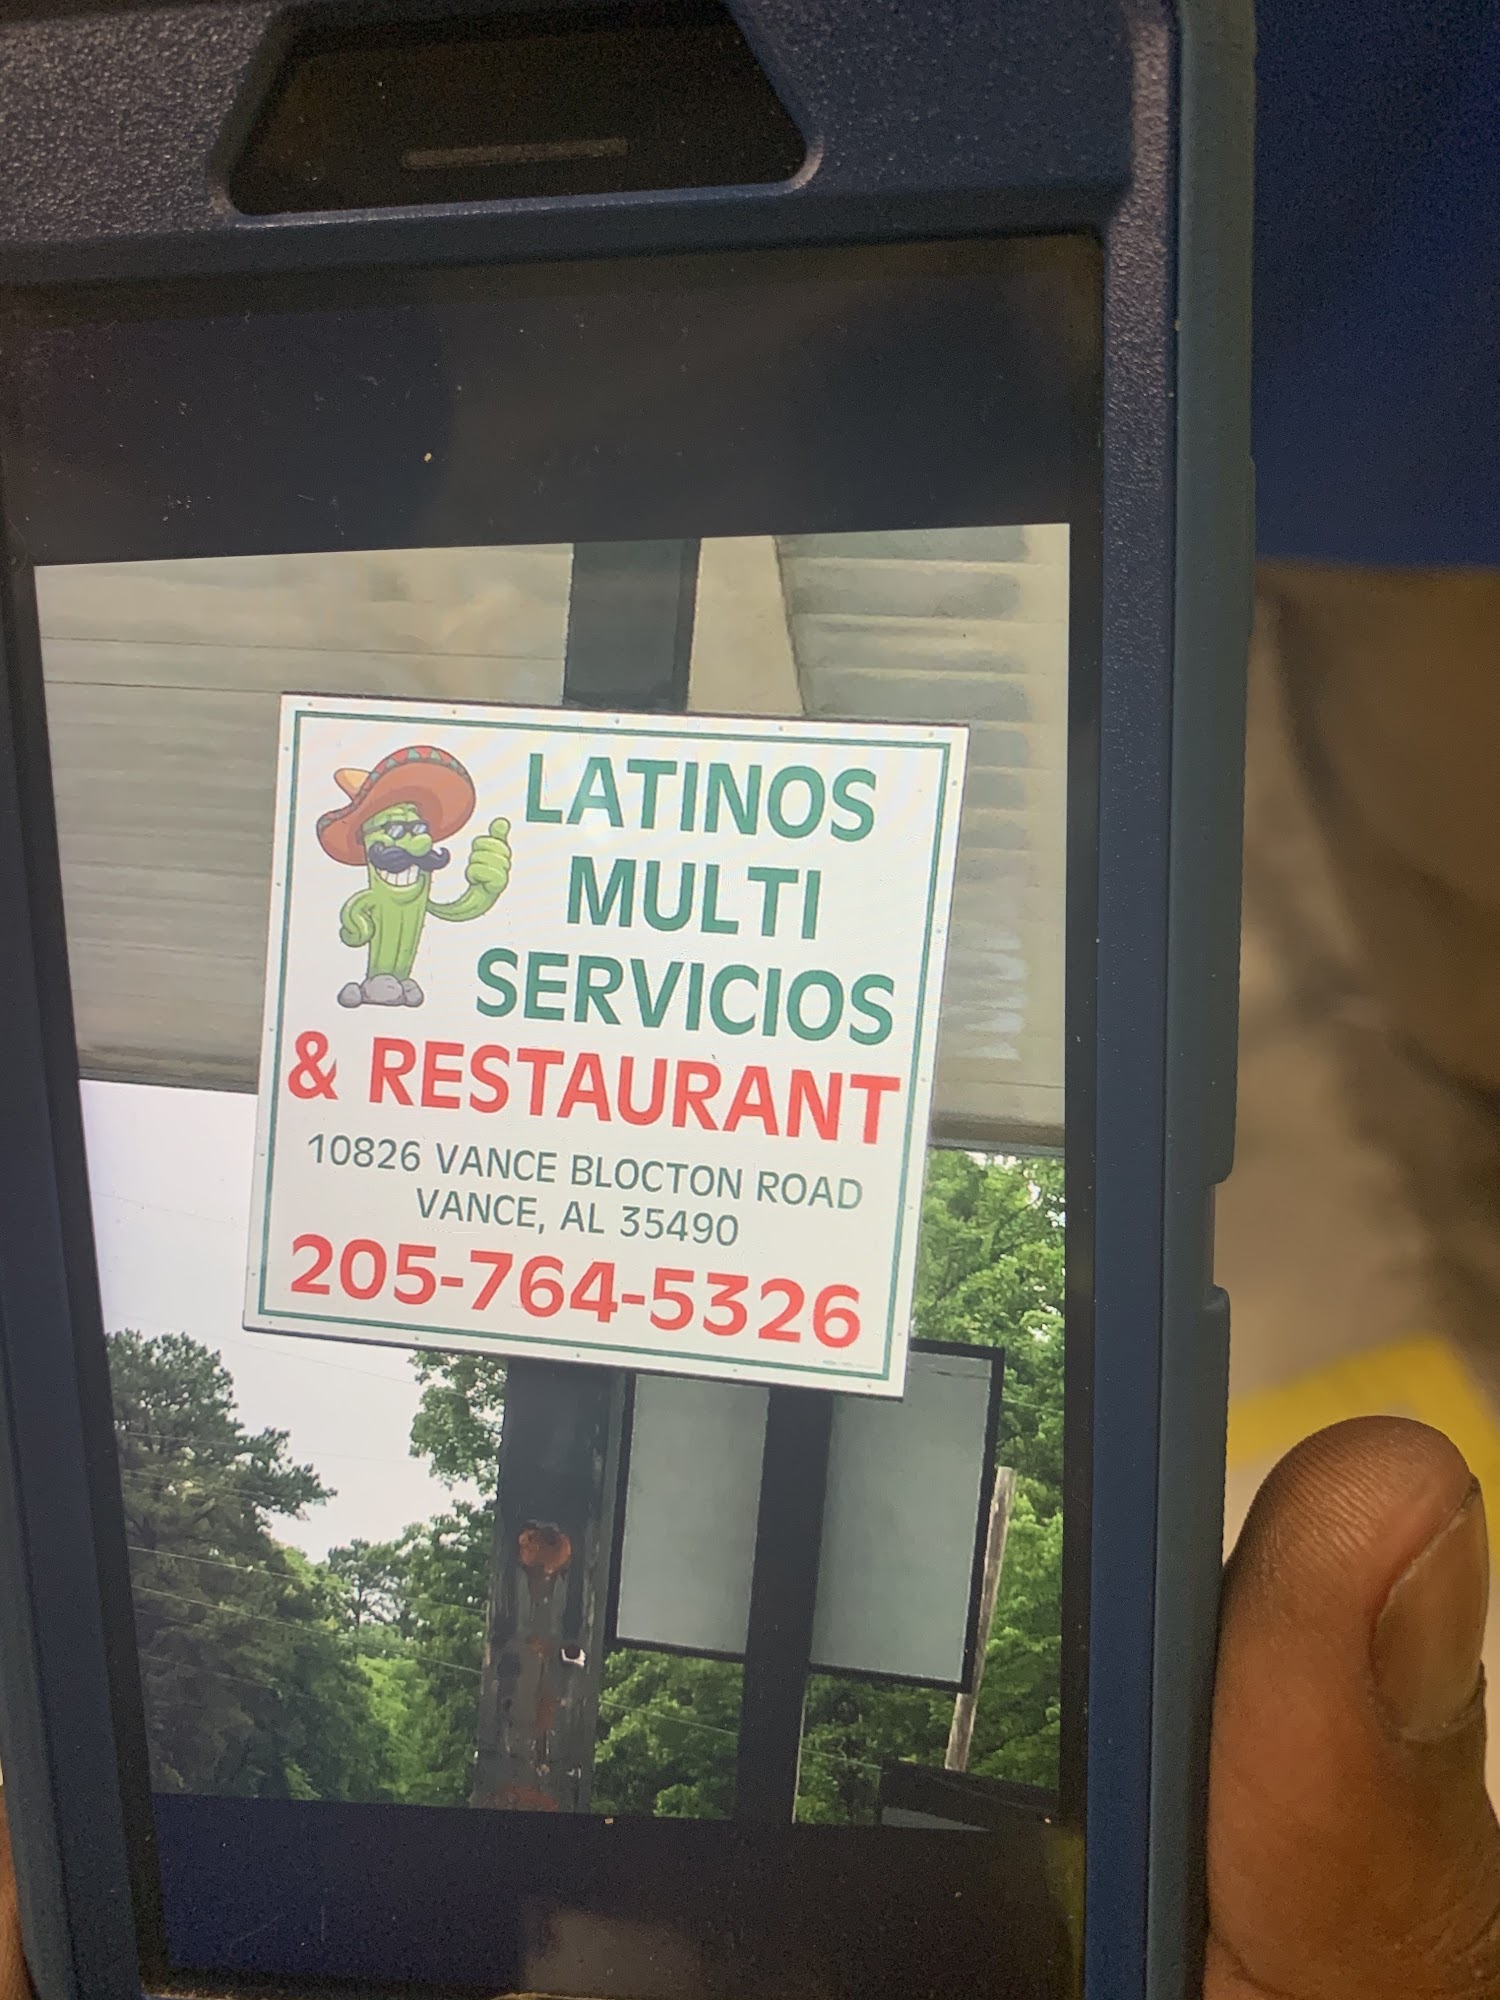 LATINOS
MULTI
SERVICIOS
& RESTAURANT
10826 VANCE BLOCTON ROAD
VANCE, AL 35490
205-764-5326